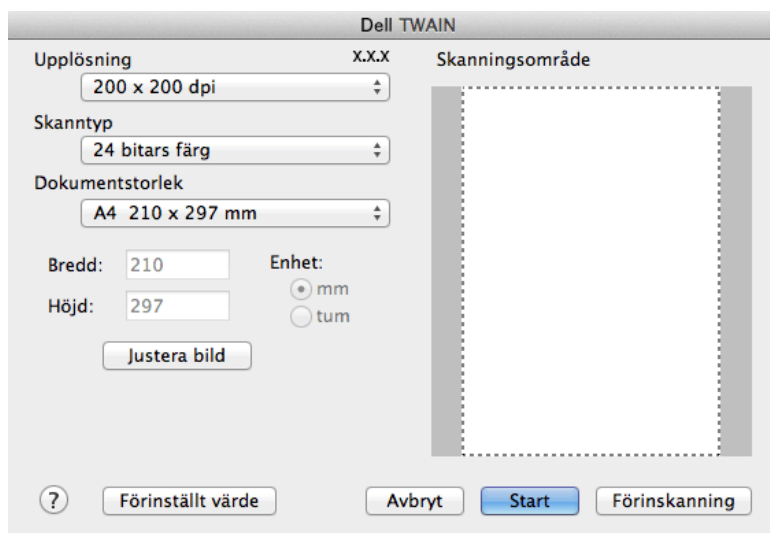 Dell TWAIN
Upplösning X.X.X
200 x 200 dpi
Skanntyp
24 bitars färg
Dokumentstorlek
A4 210 x 297 mm
Bredd: 210
Höjd: 297
Enhet:
mm
tum
Justera bild
Skanningsområde
? Förinställt värde Avbryt Start Förinskanning